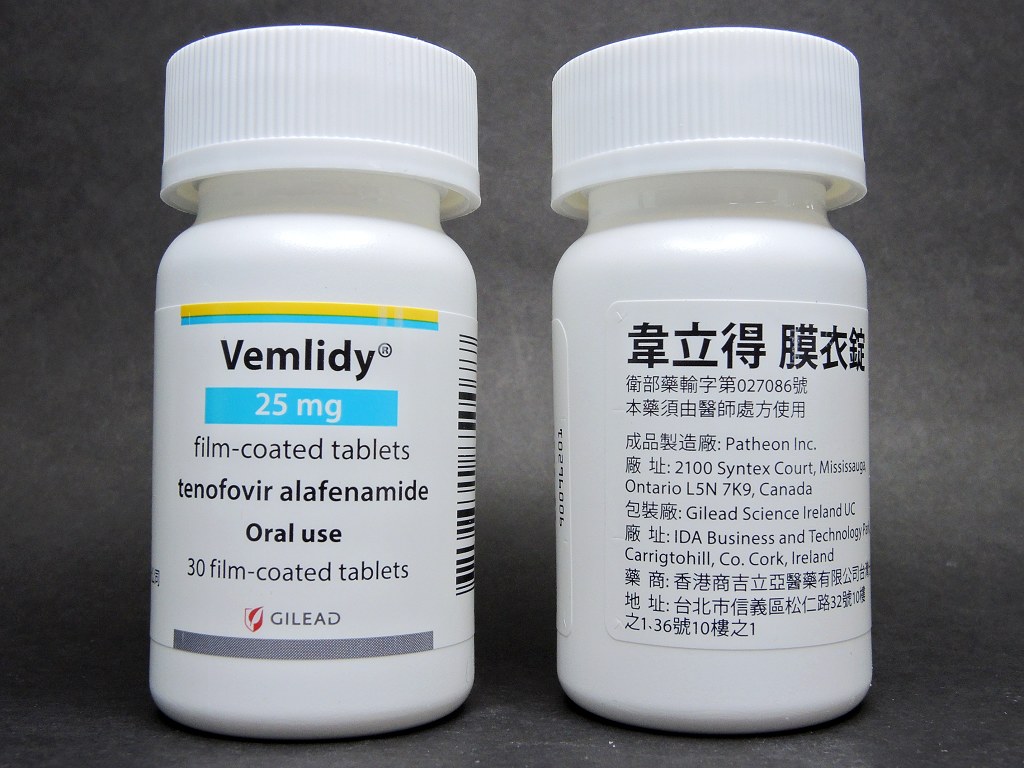 Vemlidy®
25 mg
film-coated tablets
tenofovir alafenamide
Oral use
30 film-coated tablets
GILEAD
公司
韋立得 膜衣錠
衛部藥輸字第027086號
本藥須由醫師處方使用
成品製造廠: Patheon Inc.
廠 址: 2100 Syntex Court, Mississauga,
Ontario L5N 7K9, Canada
包裝廠: Gilead Science Ireland UC
廠 址: IDA Business and Technology
Carrigtohill, Co. Cork, Ireland
藥 商: 香港商吉立亞醫藥有限公司台灣
地 址: 台北市信義區松仁路32號10樓
之1.36號10樓之1